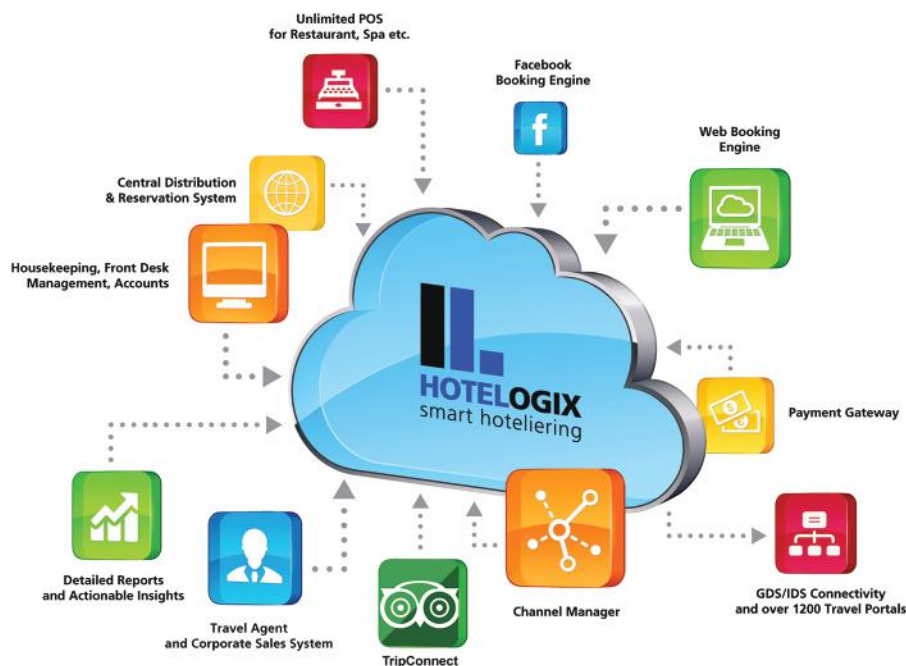 Unlimited POS
for Restaurant, Spa etc.
Facebook
Booking Engine
Web Booking
Engine
Central Distribution
& Reservation System
Housekeeping, Front Desk
Management, Accounts
HOTELOGIX
smart hoteliering
Payment Gateway
Detailed Reports
and Actionable Insights
Travel Agent
and Corporate Sales System
TripConnect
Channel Manager
GDS/IDS Connectivity
and over 1200 Travel Portals